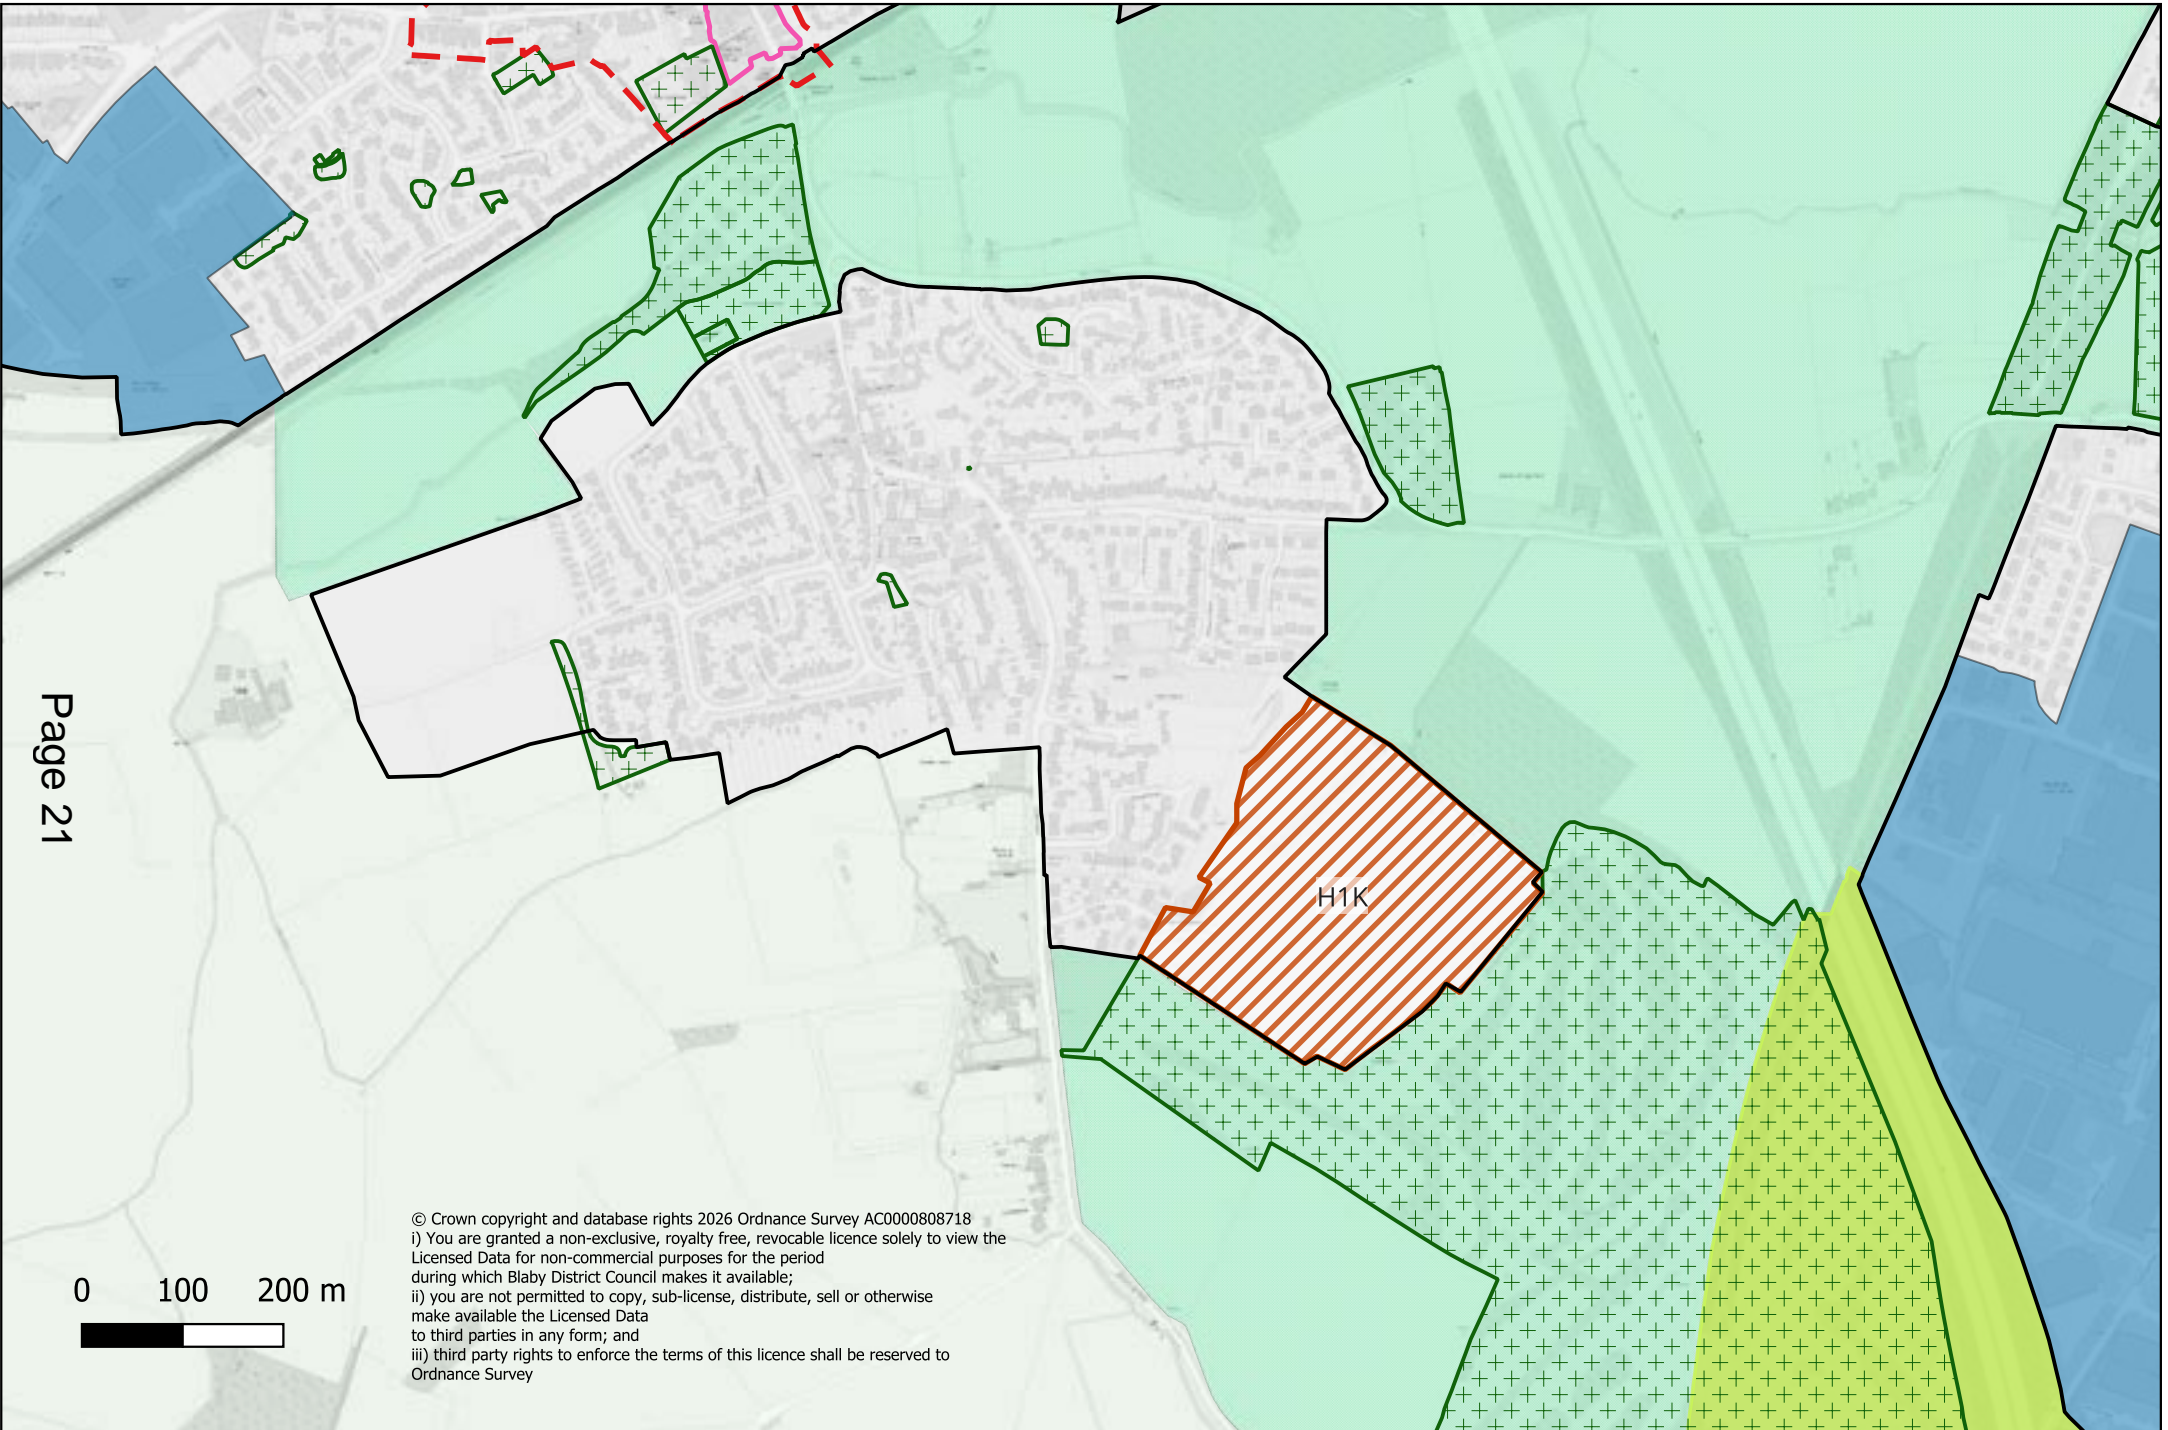 Page 21
H1K
© Crown copyright and database rights 2026 Ordnance Survey AC0000808718
i) You are granted a non-exclusive, royalty free, revocable licence solely to view the
Licensed Data for non-commercial purposes for the period
during which Blaby District Council makes it available;
ii) you are not permitted to copy, sub-license, distribute, sell or otherwise
make available the Licensed Data
to third parties in any form; and
iii) third party rights to enforce the terms of this licence shall be reserved to
Ordnance Survey
0 100 200 m